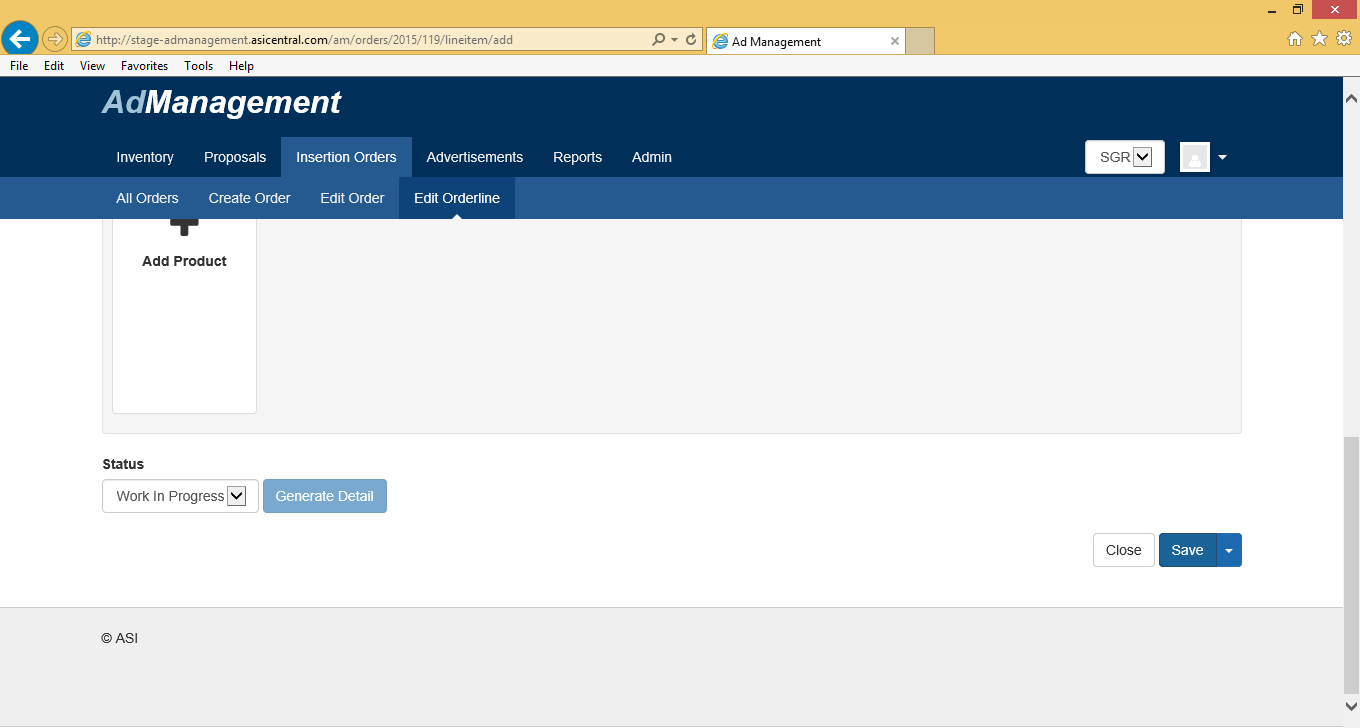 http://stage-admanagement.asicentral.com/am/orders/2015/119/lineitem/add
Ad Management
File Edit View Favorites Tools Help
AdManagement
Inventory Proposals Insertion Orders Advertisements Reports Admin SGR
All Orders Create Order Edit Order Edit Orderline
Add Product
Status
Work In Progress Generate Detail
Close Save
© ASI